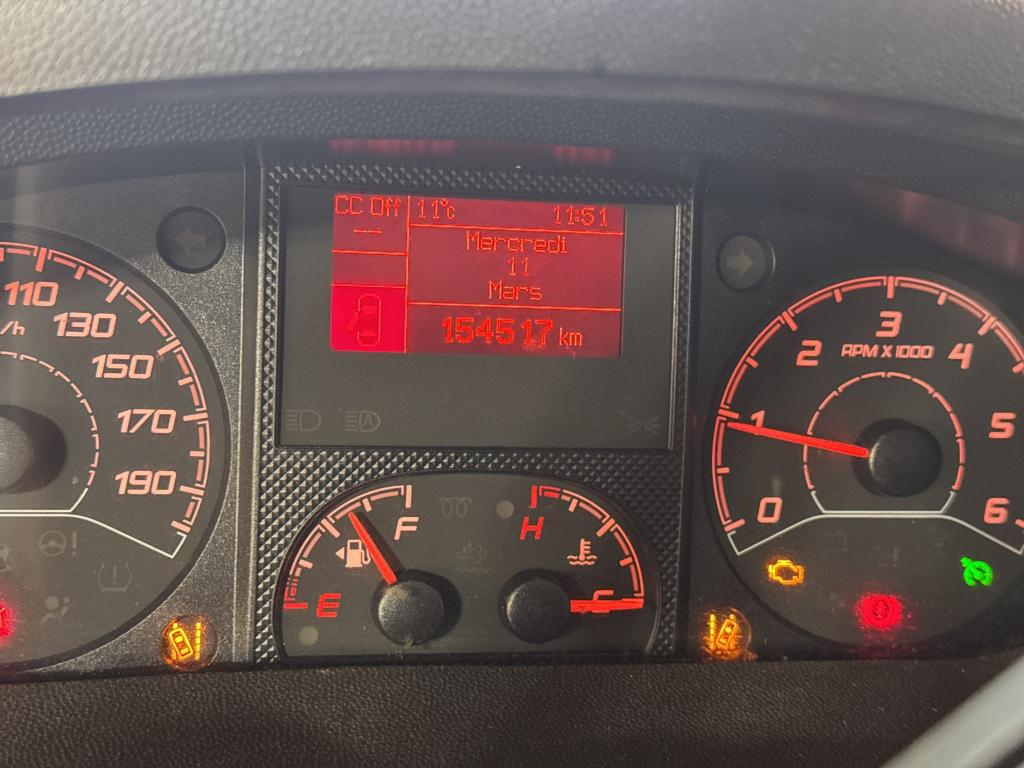 CC Off 11°c 11:51
--
Mercredi
11
Mars
154517 km
110
/h 130
150
170
190
0 1 2 3 4 5 6
RPM X 1000
E F
H C
A